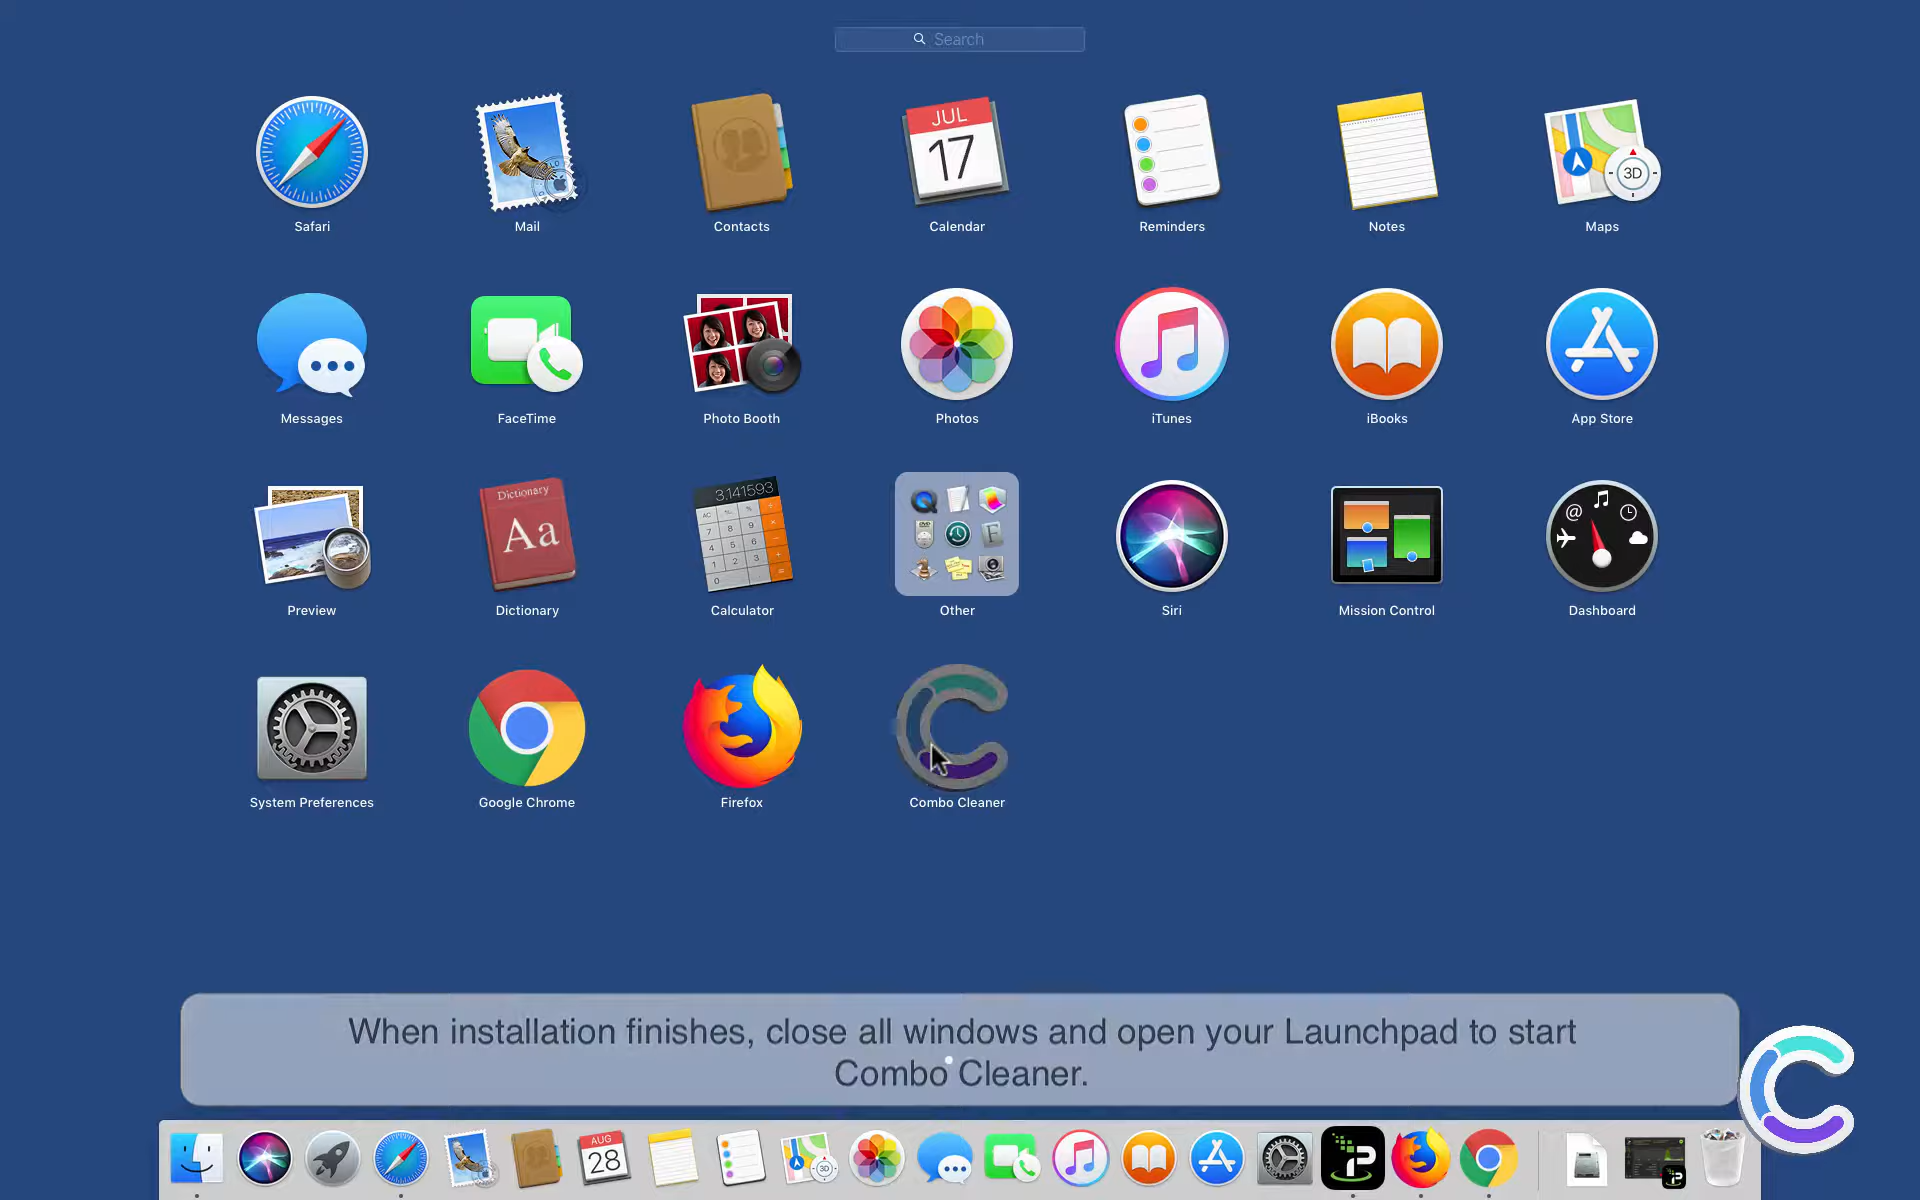 Search
JUL
17
3D
Safari
Mail
Contacts
Calendar
Reminders
Notes
Maps
Messages
FaceTime
Photo Booth
Photos
iTunes
iBooks
App Store
Dictionary
Aa
3.141593
Preview
Dictionary
Calculator
Other
Siri
Mission Control
Dashboard
System Preferences
Google Chrome
Firefox
Combo Cleaner
When installation finishes, close all windows and open your Launchpad to start
Combo Cleaner.
AUG
28
3D